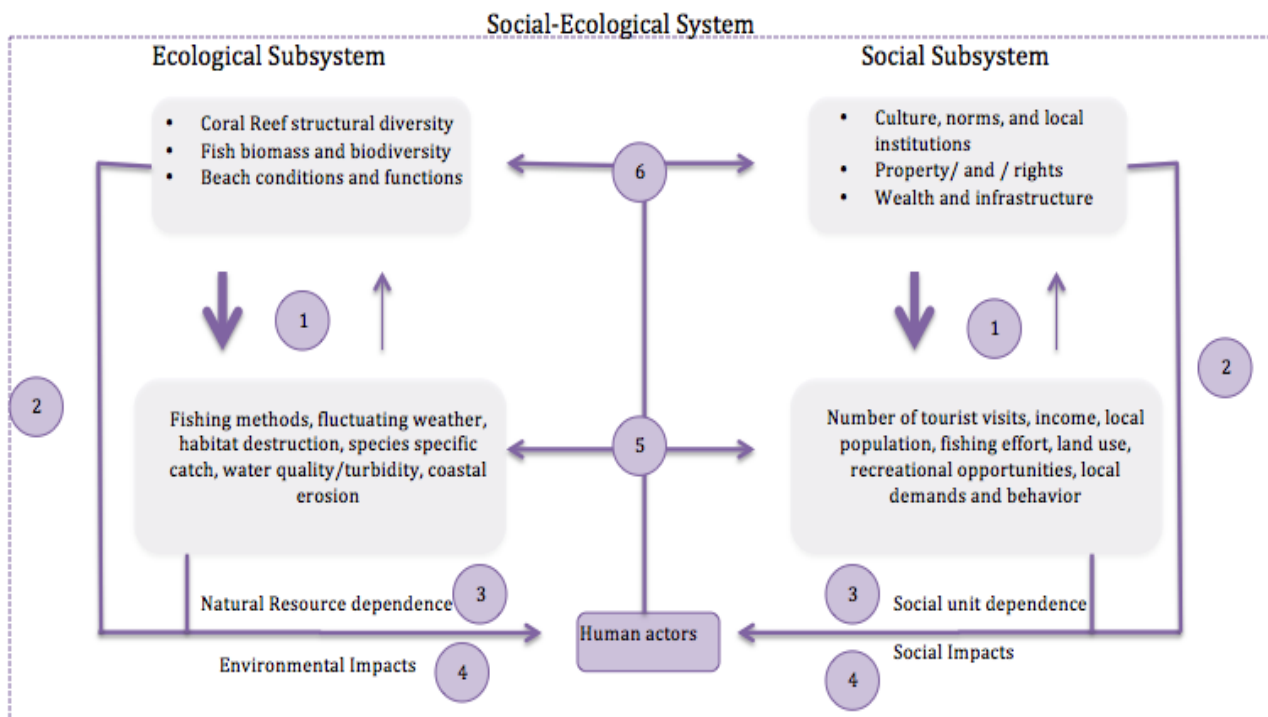 Social-Ecological System
Ecological Subsystem
Social Subsystem
• Coral Reef structural diversity
• Fish biomass and biodiversity
• Beach conditions and functions
• Culture, norms, and local
institutions
• Property/ and / rights
• Wealth and infrastructure
6
1
1
2
2
Fishing methods, fluctuating weather,
habitat destruction, species specific
catch, water quality/turbidity, coastal
erosion
5
Number of tourist visits, income, local
population, fishing effort, land use,
recreational opportunities, local
demands and behavior
Natural Resource dependence
3
3
Social unit dependence
Human actors
Environmental Impacts
4
4
Social Impacts